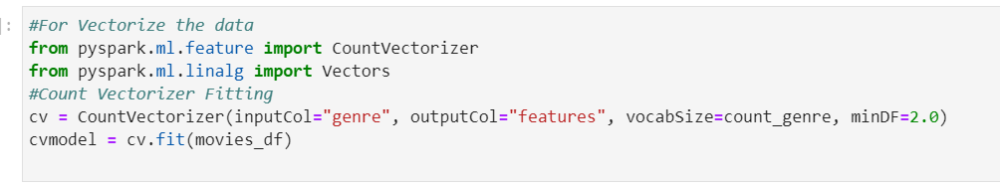 ]:
#For Vectorize the data
from pyspark.ml.feature import CountVectorizer
from pyspark.ml.linalg import Vectors
#Count Vectorizer Fitting
cv = CountVectorizer(inputCol="genre", outputCol="features", vocabSize=count_genre, minDF=2.0)
cvmodel = cv.fit(movies_df)